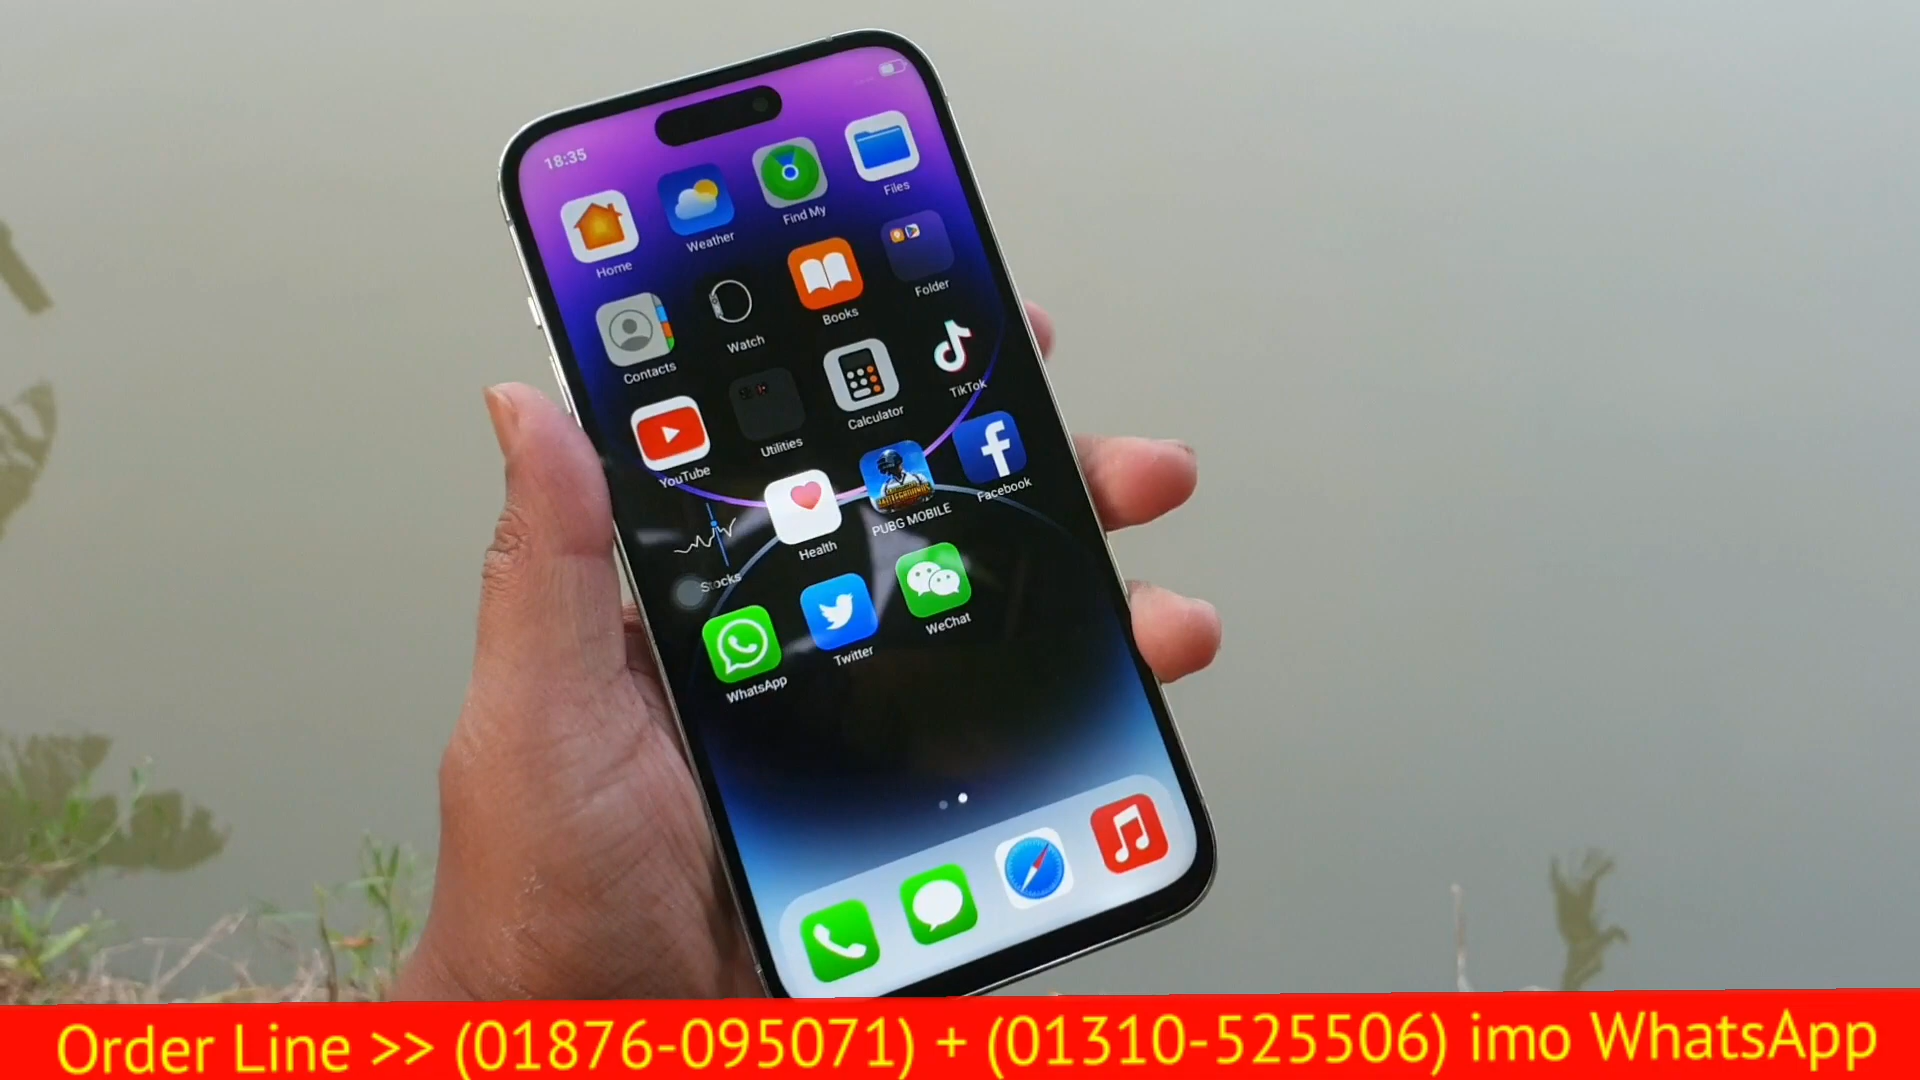 18:35
Home
Weather
Find My
Files
Contacts
Watch
Books
Folder
YouTube
Utilities
Calculator
TikTok
Stocks
Health
PUBG MOBILE
Facebook
WhatsApp
Twitter
WeChat
Order Line >> (01876-095071) + (01310-525506) imo WhatsApp